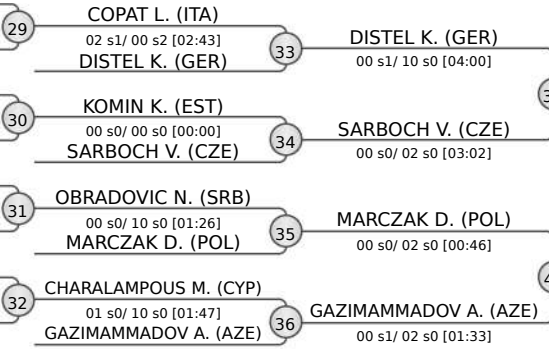 COPAT L. (ITA)
29
02 s1/ 00 s2 [02:43]
DISTEL K. (GER)
33
DISTEL K. (GER)
00 s1/ 10 s0 [04:00]
KOMIN K. (EST)
30
00 s0/ 00 s0 [00:00]
SARBOCH V. (CZE)
34
SARBOCH V. (CZE)
00 s0/ 02 s0 [03:02]
OBRADOVIC N. (SRB)
31
00 s0/ 10 s0 [01:26]
MARCZAK D. (POL)
35
MARCZAK D. (POL)
00 s0/ 02 s0 [00:46]
CHARALAMPOUS M. (CYP)
32
01 s0/ 10 s0 [01:47]
GAZIMAMMADOV A. (AZE)
36
GAZIMAMMADOV A. (AZE)
00 s1/ 02 s0 [01:33]